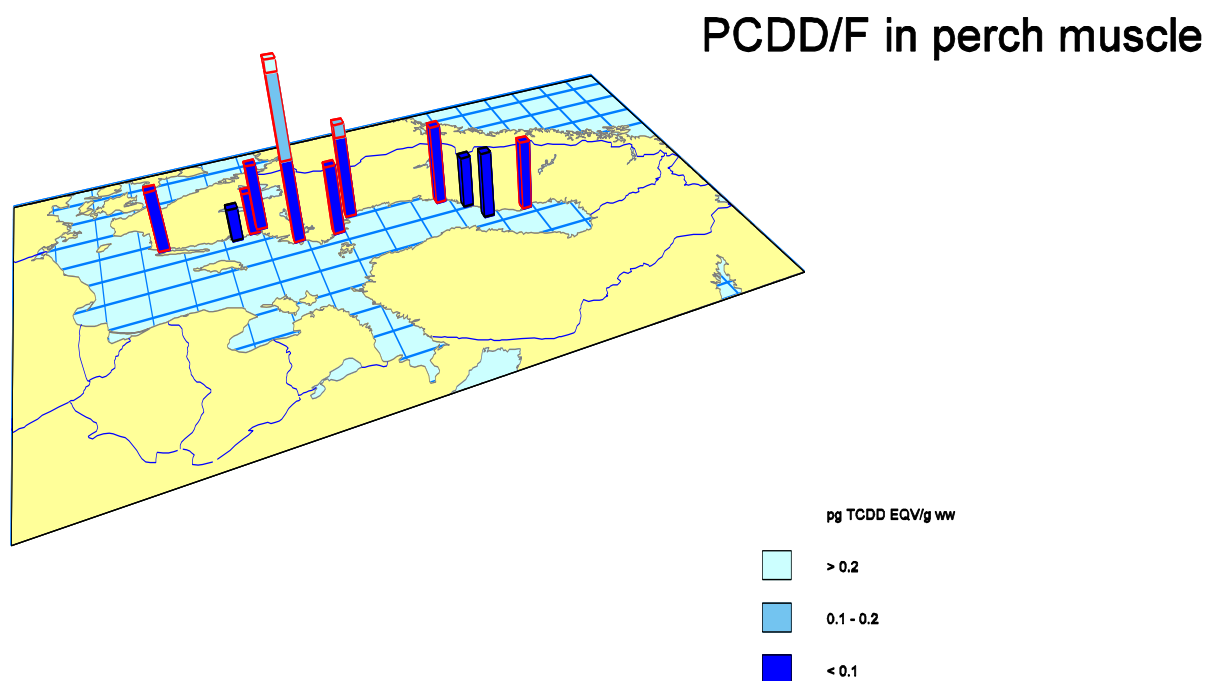 PCDD/F in perch muscle
pg TCDD EQV/g ww
> 0.2
0.1 - 0.2
< 0.1